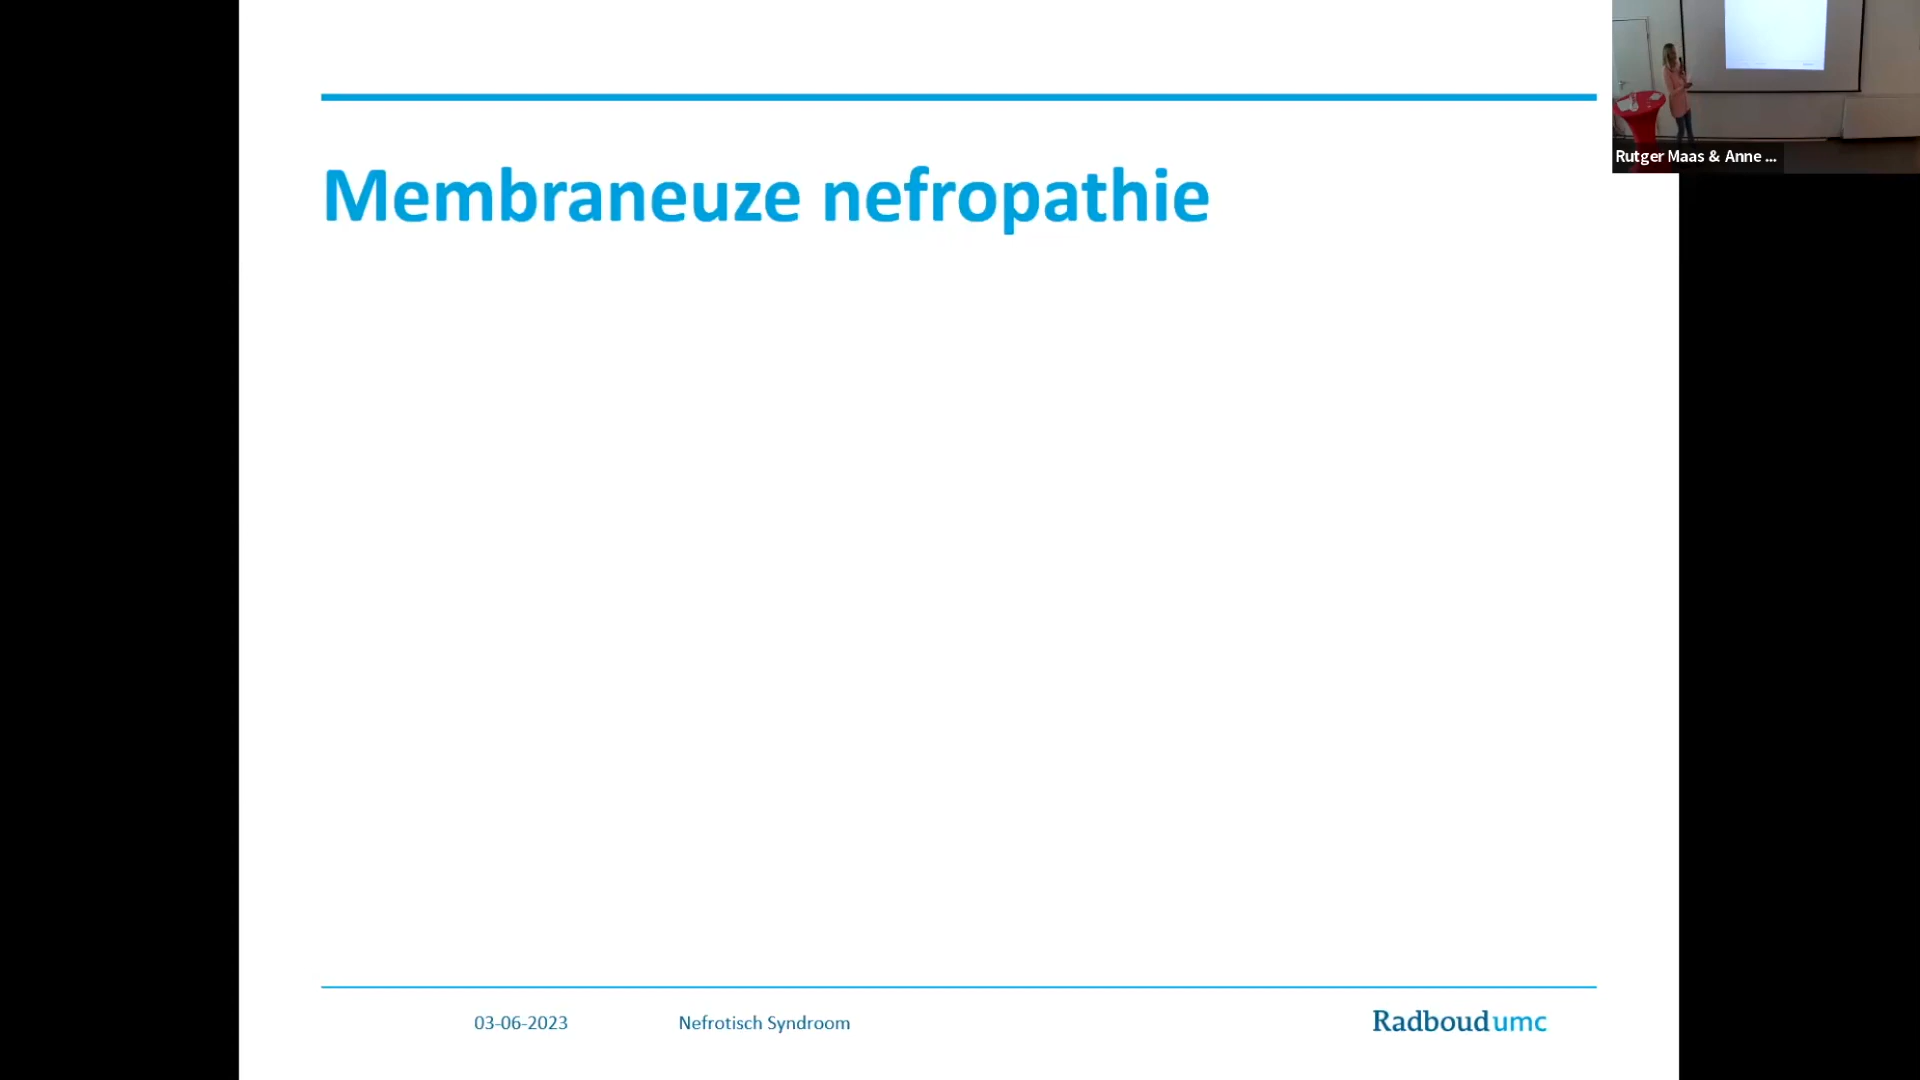 Rutger Maas & Anne ...
Membraneuze nefropathie
03-06-2023
Nefrotisch Syndroom
Radboudumc